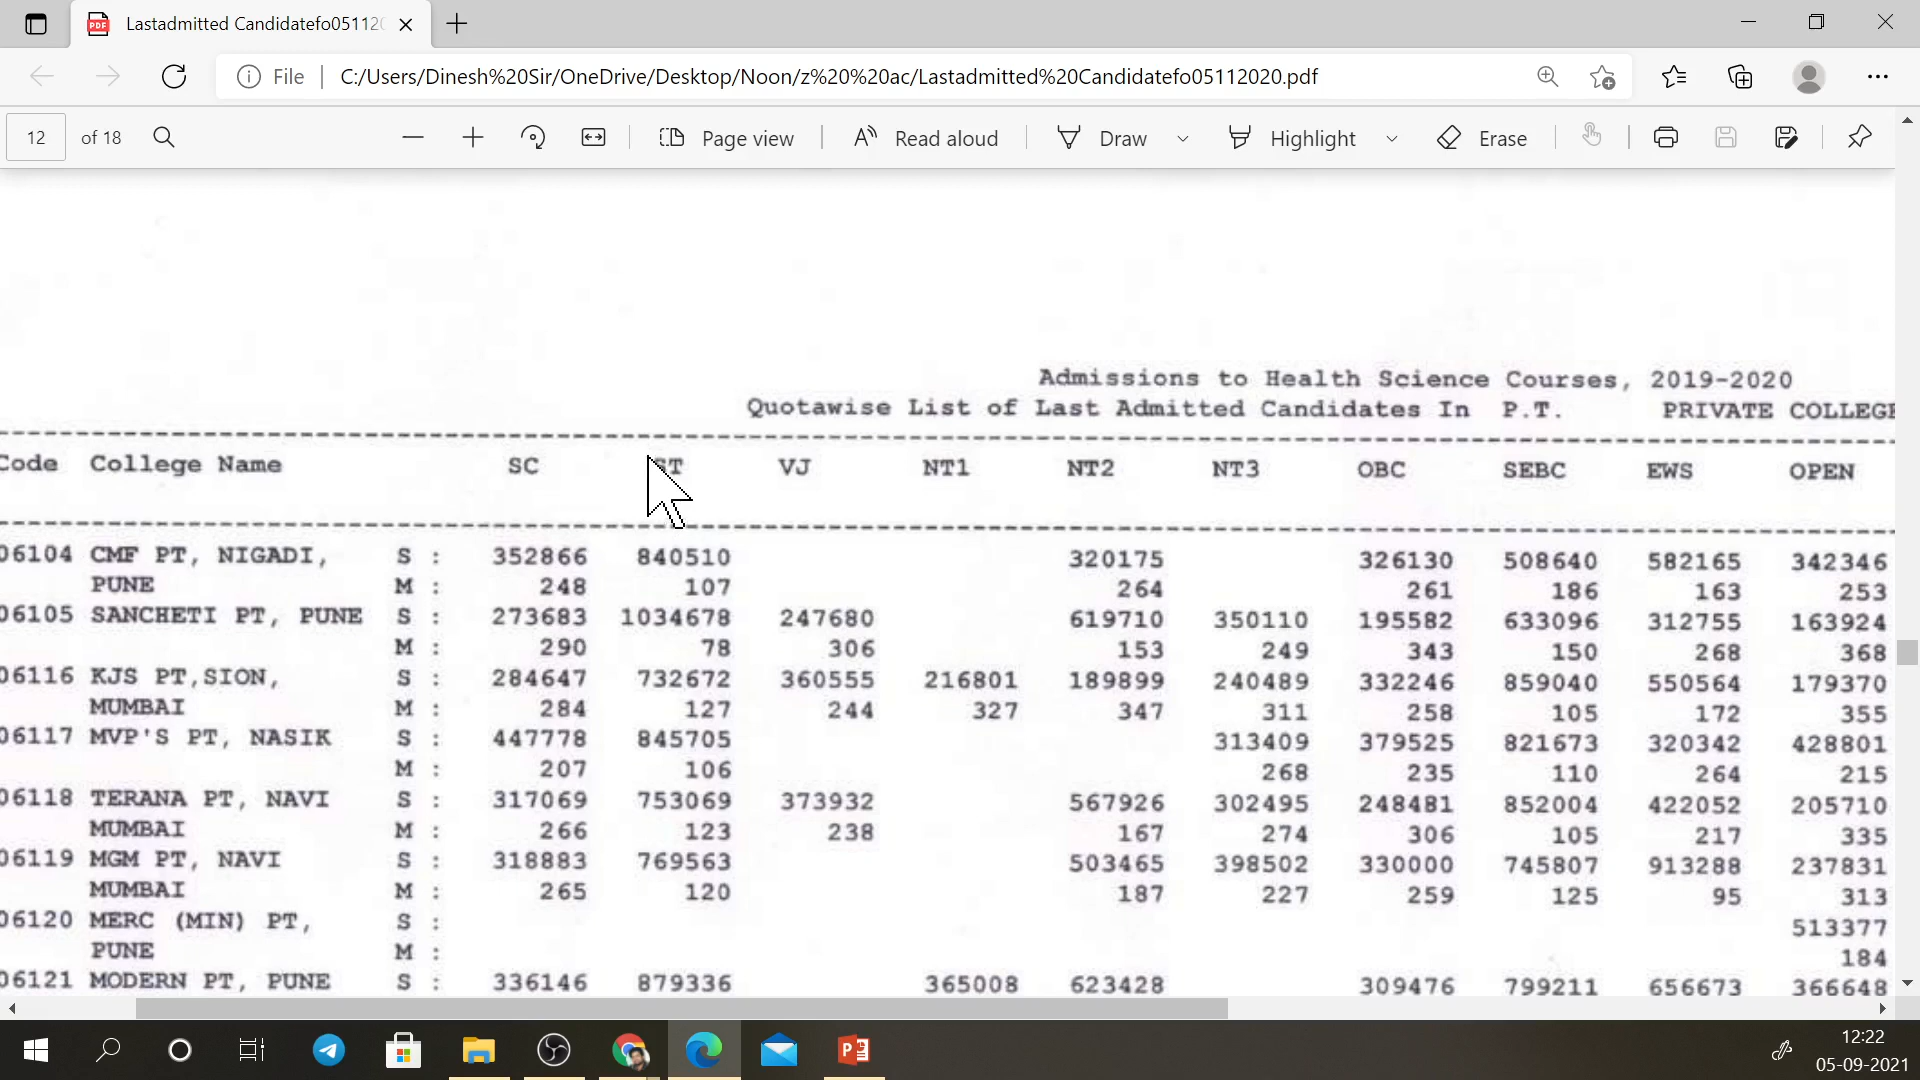 Lastadmitted Candidatefo05112
File C:/Users/Dinesh%20Sir/OneDrive/Desktop/Noon/z%20%20ac/Lastadmitted%20Candidatefo05112020.pdf
12 of 18 Page view Read aloud Draw Highlight Erase
Admissions to Health Science Courses, 2019-2020
Quotawise List of Last Admitted Candidates In P.T. PRIVATE COLLEGE
Code College Name SC ST VJ NT1 NT2 NT3 OBC SEBC EWS OPEN
06104 CMF PT, NIGADI, S : 352866 840510 320175 326130 508640 582165 342346
PUNE M : 248 107 264 261 186 163 253
06105 SANCHETI PT, PUNE S : 273683 1034678 247680 619710 350110 195582 633096 312755 163924
M : 290 78 306 153 249 343 150 268 368
06116 KJS PT,SION, S : 284647 732672 360555 216801 189899 240489 332246 859040 550564 179370
MUMBAI M : 284 127 244 327 347 311 258 105 172 355
06117 MVP'S PT, NASIK S : 447778 845705 313409 379525 821673 320342 428801
M : 207 106 268 235 110 264 215
06118 TERANA PT, NAVI S : 317069 753069 373932 567926 302495 248481 852004 422052 205710
MUMBAI M : 266 123 238 167 274 306 105 217 335
06119 MGM PT, NAVI S : 318883 769563 503465 398502 330000 745807 913288 237831
MUMBAI M : 265 120 187 227 259 125 95 313
06120 MERC (MIN) PT, S : 513377
PUNE M : 184
06121 MODERN PT, PUNE S : 336146 879336 365008 623428 309476 799211 656673 366648
12:22
05-09-2021